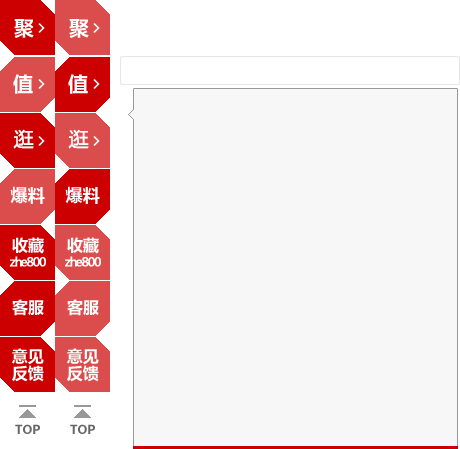 聚 > 聚 >
值 > 值 >
逛 > 逛 >
爆料 爆料
收藏 收藏
zhe800 zhe800
客服 客服
意见 意见
反馈 反馈
TOP TOP